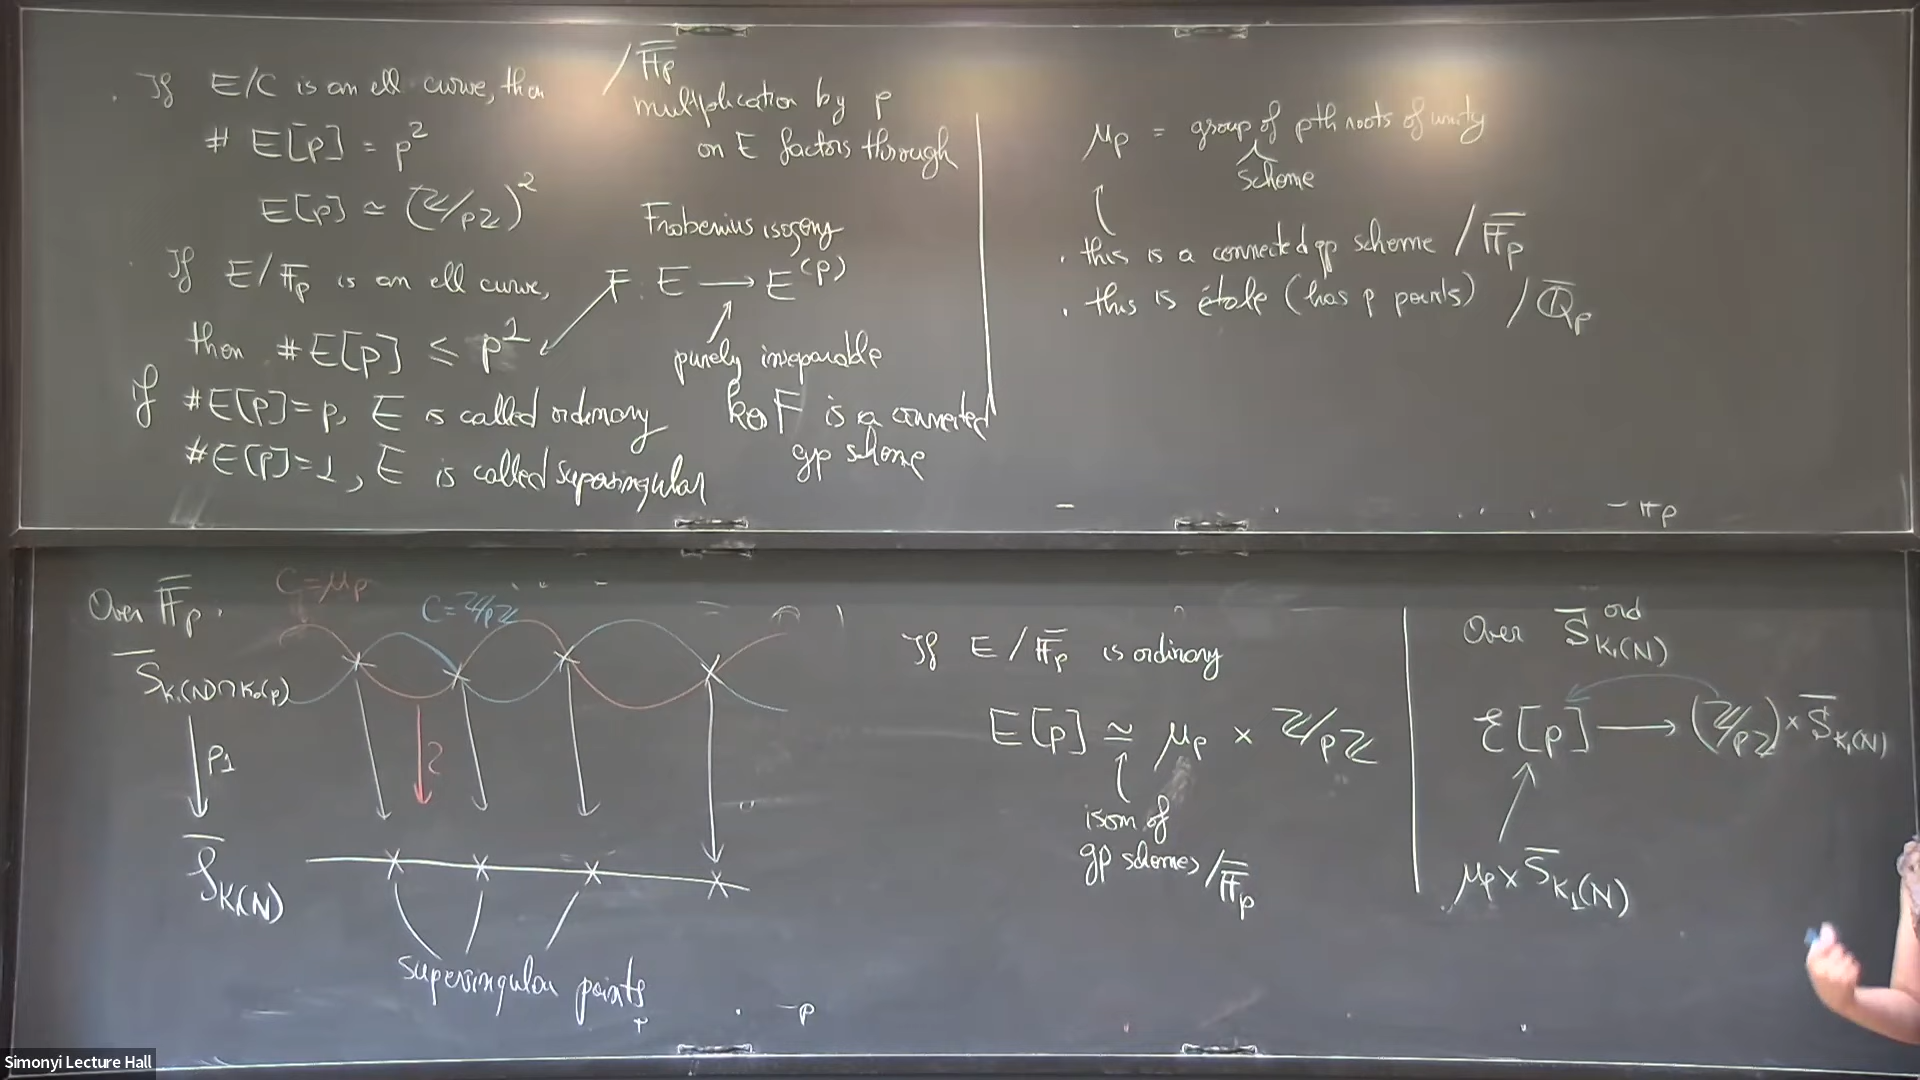 . If E/C is an ell. curve, then
# E[p] = p²
E[p] ≃ (Z/pZ)²
. If E/F̄p is an ell curve,
then # E[p] ≤ p¹
if #E[p]=p, E is called ordinary
#E[p]=1, E is called supersingular
/F̄p
multiplication by p
on E factors through
Frobenius isogeny
F: E ⟶ E^(p)
purely inseparable
ker F is a connected
gp scheme
μp = group of pth roots of unity
scheme
. this is a connected gp scheme /F̄p
. this is étale (has p points) /Q̄p
Over F̄p.
C=μp
C=Z/pZ
S̄K₁(N)∩K₀(p)
p1
2
S̄K₁(N)
supersingular points
If E/F̄p is ordinary
E[p] ≃ μp × Z/pZ
isom of
gp schemes /F̄p
Over S̄^ord K₁(N)
ℰ[p] ⟶ (Z/pZ) × S̄K₁(N)
μp × S̄K₁(N)
Simonyi Lecture Hall